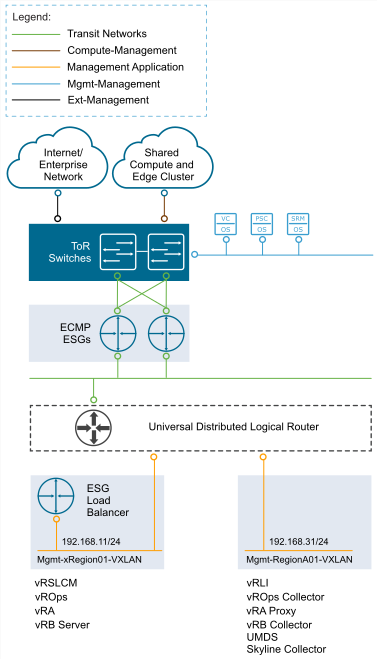 Legend:
Transit Networks
Compute-Management
Management Application
Mgmt-Management
Ext-Management
Internet/
Enterprise
Network
Shared
Compute and
Edge Cluster
ToR
Switches
VC
OS
PSC
OS
SRM
OS
ECMP
ESGs
Universal Distributed Logical Router
ESG
Load
Balancer
192.168.11/24
Mgmt-xRegion01-VXLAN
vRSLCM
vROps
vRA
vRB Server
192.168.31/24
Mgmt-RegionA01-VXLAN
vRLI
vROps Collector
vRA Proxy
vRB Collector
UMDS
Skyline Collector